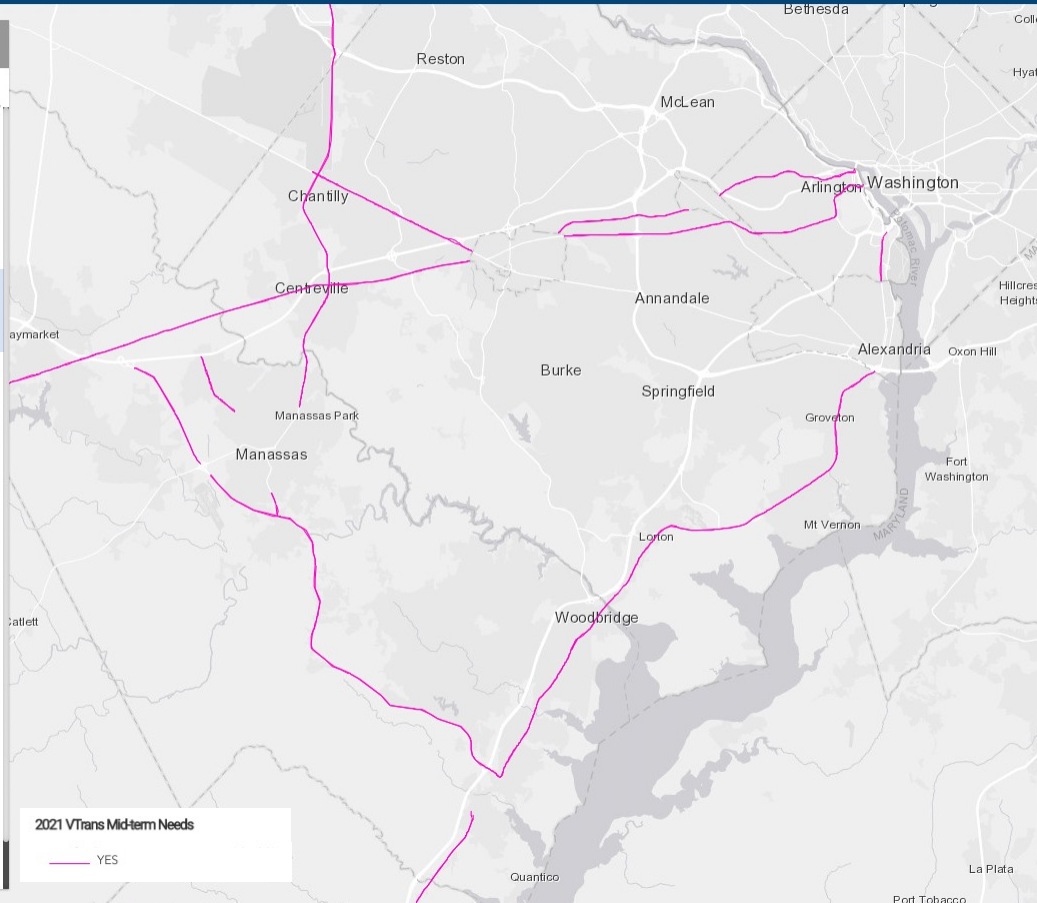 Bethesda
Reston
McLean
Chantilly
Arlington
Washington
Potomac River
Centreville
Annandale
Hillcres
Heights
aymarket
Alexandria
Oxon Hill
Burke
Springfield
Manassas Park
Groveton
Manassas
Fort
Washington
MARYLAND
Mt Vernon
Lorton
Catlett
Woodbridge
2021 VTrans Mid-term Needs
YES
Quantico
La Plata
Port Tobacco